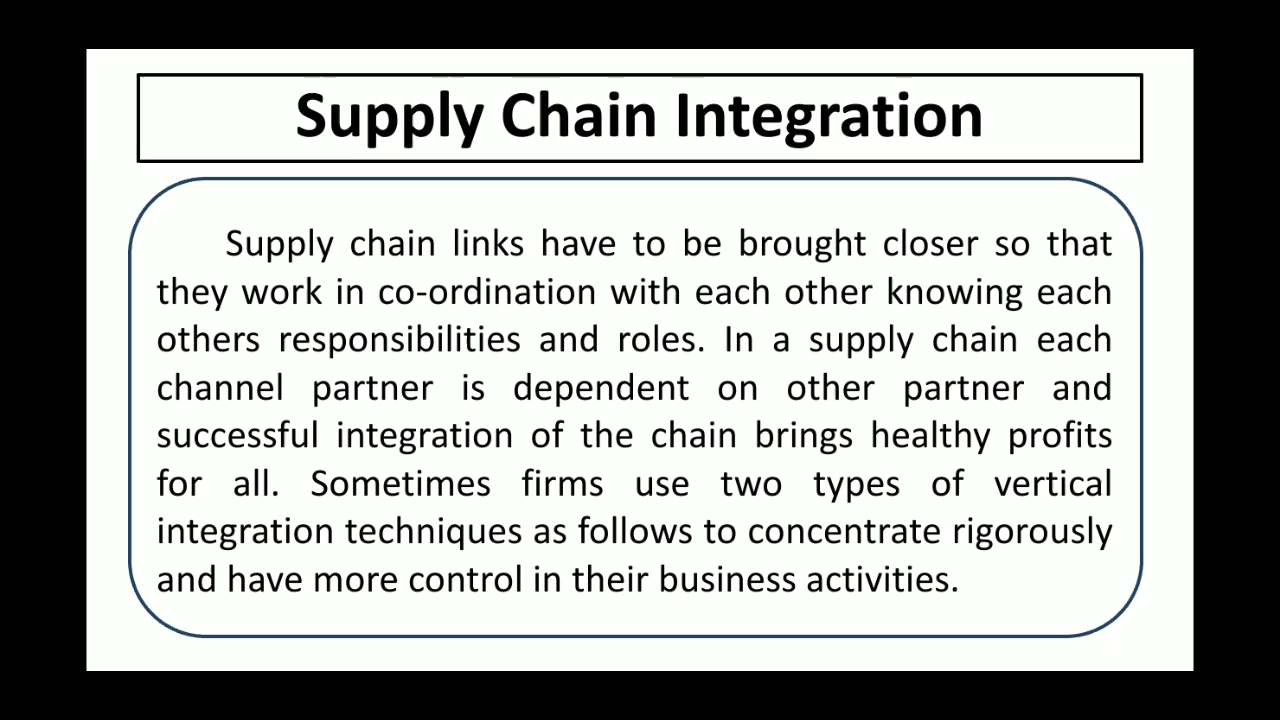 Supply Chain Integration
Supply chain links have to be brought closer so that
they work in co-ordination with each other knowing each
others responsibilities and roles. In a supply chain each
channel partner is dependent on other partner and
successful integration of the chain brings healthy profits
for all. Sometimes firms use two types of vertical
integration techniques as follows to concentrate rigorously
and have more control in their business activities.